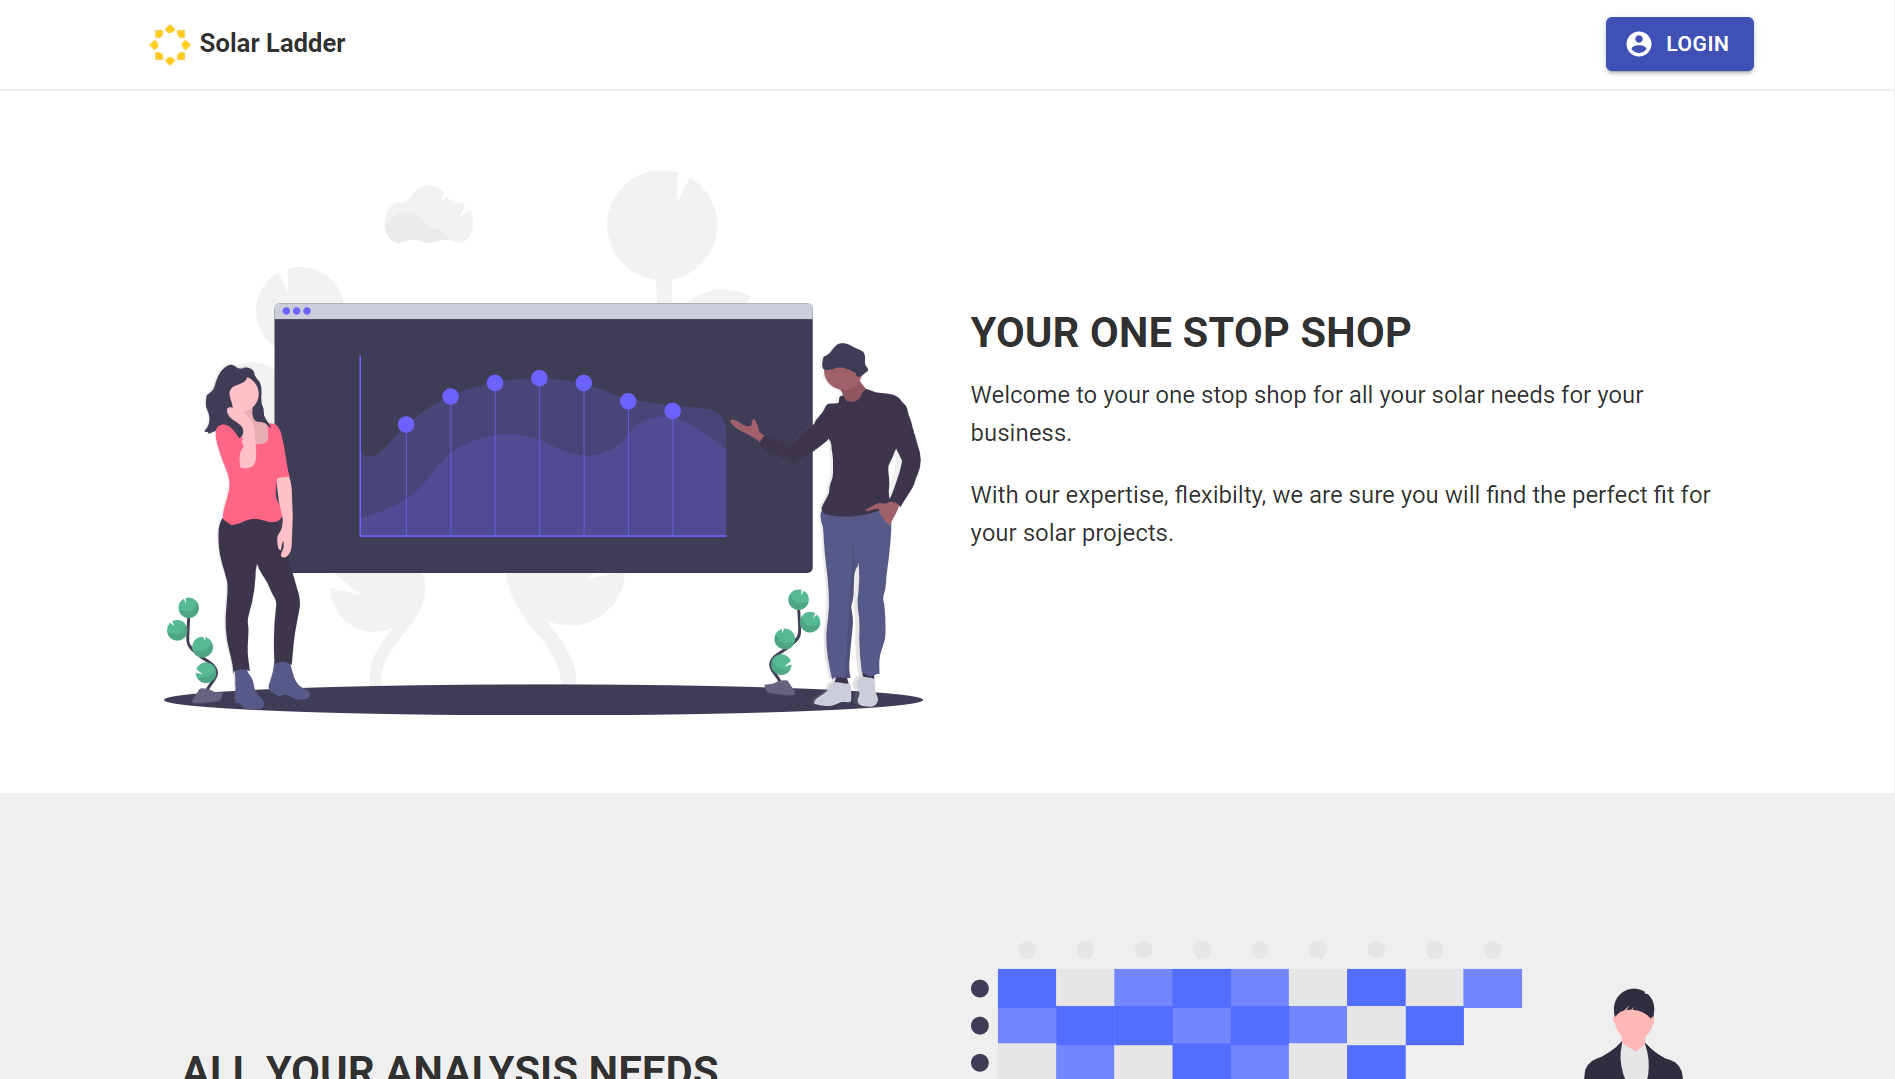 Solar Ladder
LOGIN
YOUR ONE STOP SHOP
Welcome to your one stop shop for all your solar needs for your
business.
With our expertise, flexibilty, we are sure you will find the perfect fit for
your solar projects.
ALL YOUR ANALYSIS NEEDS